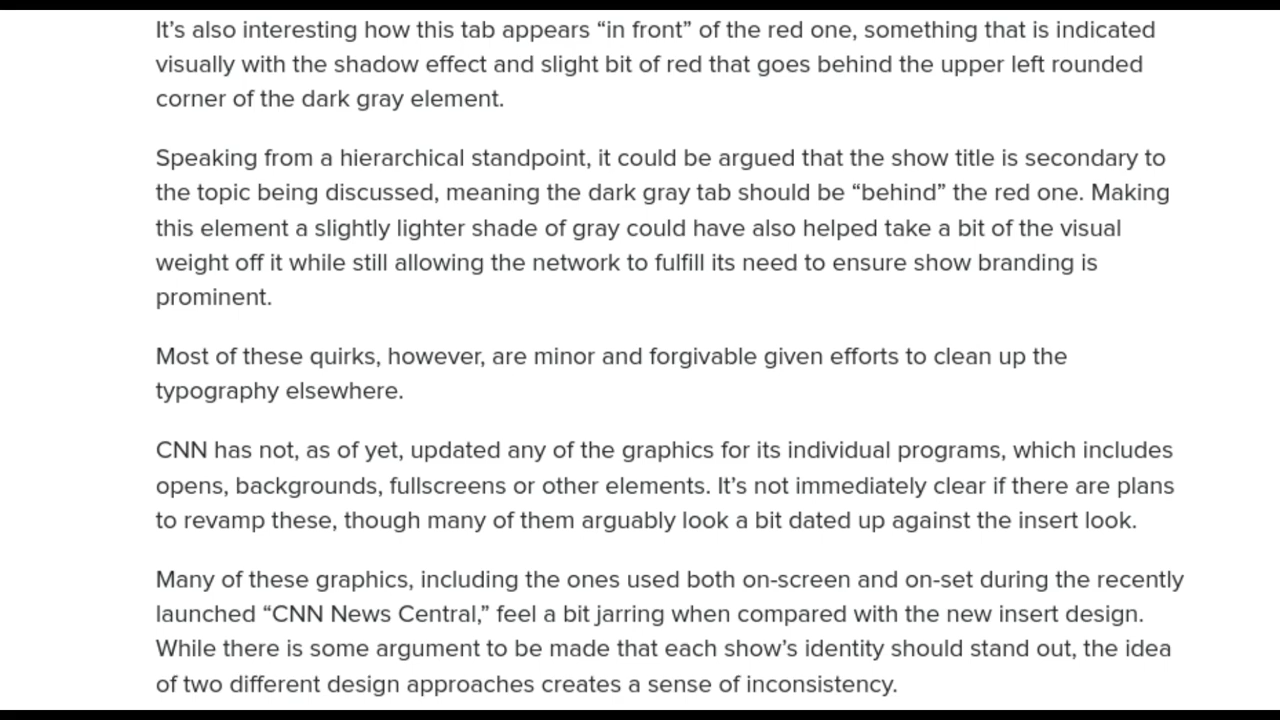 It’s also interesting how this tab appears “in front” of the red one, something that is indicated
visually with the shadow effect and slight bit of red that goes behind the upper left rounded
corner of the dark gray element.
Speaking from a hierarchical standpoint, it could be argued that the show title is secondary to
the topic being discussed, meaning the dark gray tab should be “behind” the red one. Making
this element a slightly lighter shade of gray could have also helped take a bit of the visual
weight off it while still allowing the network to fulfill its need to ensure show branding is
prominent.
Most of these quirks, however, are minor and forgivable given efforts to clean up the
typography elsewhere.
CNN has not, as of yet, updated any of the graphics for its individual programs, which includes
opens, backgrounds, fullscreens or other elements. It’s not immediately clear if there are plans
to revamp these, though many of them arguably look a bit dated up against the insert look.
Many of these graphics, including the ones used both on-screen and on-set during the recently
launched “CNN News Central,” feel a bit jarring when compared with the new insert design.
While there is some argument to be made that each show’s identity should stand out, the idea
of two different design approaches creates a sense of inconsistency.